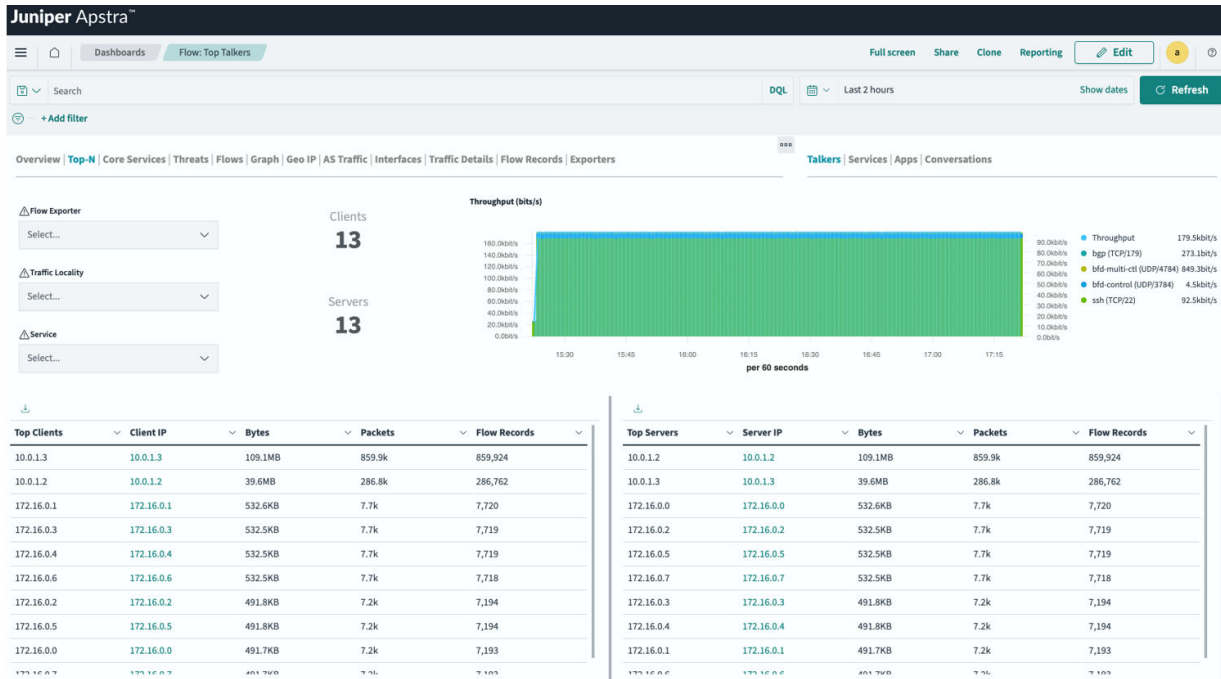 Juniper Apstra™
Dashboards Flow: Top Talkers Full screen Share Clone Reporting Edit a
Search DQL Last 2 hours Show dates Refresh
+ Add filter
Overview | Top-N | Core Services | Threats | Flows | Graph | Geo IP | AS Traffic | Interfaces | Traffic Details | Flow Records | Exporters
Talkers | Services | Apps | Conversations
Flow Exporter
Select...
Traffic Locality
Select...
Service
Select...
Clients
13
Servers
13
Throughput (bits/s)
160.0kbit/s
140.0kbit/s
120.0kbit/s
100.0kbit/s
80.0kbit/s
60.0kbit/s
40.0kbit/s
20.0kbit/s
0.0bit/s
15:30 15:45 16:00 16:15 16:30 16:45 17:00 17:15
per 60 seconds
90.0kbit/s
80.0kbit/s
70.0kbit/s
60.0kbit/s
50.0kbit/s
40.0kbit/s
30.0kbit/s
20.0kbit/s
10.0kbit/s
0.0bit/s
Throughput 179.5kbit/s
bgp (TCP/179) 273.1bit/s
bfd-multi-ctl (UDP/4784) 849.3bit/s
bfd-control (UDP/3784) 4.5kbit/s
ssh (TCP/22) 92.5kbit/s
Top Clients Client IP Bytes Packets Flow Records
10.0.1.3 10.0.1.3 109.1MB 859.9k 859,924
10.0.1.2 10.0.1.2 39.6MB 286.8k 286,762
172.16.0.1 172.16.0.1 532.6KB 7.7k 7,720
172.16.0.3 172.16.0.3 532.5KB 7.7k 7,719
172.16.0.4 172.16.0.4 532.5KB 7.7k 7,719
172.16.0.6 172.16.0.6 532.5KB 7.7k 7,718
172.16.0.2 172.16.0.2 491.8KB 7.2k 7,194
172.16.0.5 172.16.0.5 491.8KB 7.2k 7,194
172.16.0.0 172.16.0.0 491.7KB 7.2k 7,193
Top Servers Server IP Bytes Packets Flow Records
10.0.1.2 10.0.1.2 109.1MB 859.9k 859,924
10.0.1.3 10.0.1.3 39.6MB 286.8k 286,762
172.16.0.0 172.16.0.0 532.6KB 7.7k 7,720
172.16.0.2 172.16.0.2 532.5KB 7.7k 7,719
172.16.0.5 172.16.0.5 532.5KB 7.7k 7,719
172.16.0.7 172.16.0.7 532.5KB 7.7k 7,718
172.16.0.3 172.16.0.3 491.8KB 7.2k 7,194
172.16.0.4 172.16.0.4 491.8KB 7.2k 7,194
172.16.0.1 172.16.0.1 491.7KB 7.2k 7,193